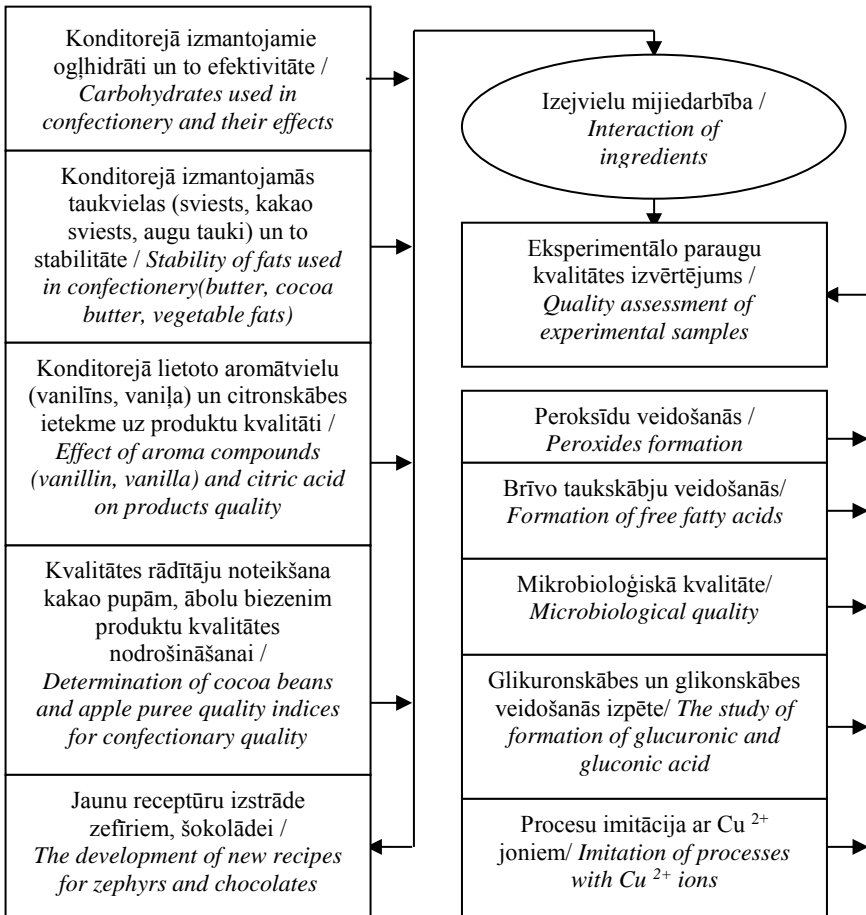 Konditorejā izmantojamie
ogļhidrāti un to efektivitāte /
Carbohydrates used in
confectionery and their effects
Konditorejā izmantojamās
taukvielas (sviests, kakao
sviests, augu tauki) un to
stabilitāte / Stability of fats used
in confectionery(butter, cocoa
butter, vegetable fats)
Konditorejā lietoto aromātvielu
(vanilīns, vaniļa) un citronskābes
ietekme uz produktu kvalitāti /
Effect of aroma compounds
(vanillin, vanilla) and citric acid
on products quality
Kvalitātes rādītāju noteikšana
kakao pupām, ābolu biezenim
produktu kvalitātes
nodrošināšanai /
Determination of cocoa beans
and apple puree quality indices
for confectionary quality
Jaunu receptūru izstrāde
zefīriem, šokolādei /
The development of new recipes
for zephyrs and chocolates
Izejvielu mijiedarbība /
Interaction of
ingredients
Eksperimentālo paraugu
kvalitātes izvērtējums /
Quality assessment of
experimental samples
Peroksīdu veidošanās /
Peroxides formation
Brīvo taukskābju veidošanās/
Formation of free fatty acids
Mikrobioloģiskā kvalitāte/
Microbiological quality
Glikuronskābes un glikonskābes
veidošanās izpēte/ The study of
formation of glucuronic and
gluconic acid
Procesu imitācija ar Cu ²⁺
joniem/ Imitation of processes
with Cu ²⁺ ions